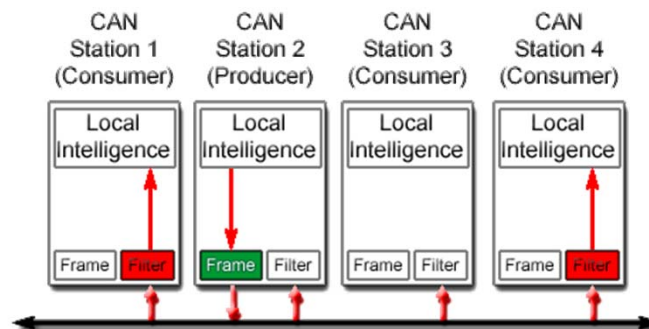 CAN
Station 1
(Consumer)
CAN
Station 2
(Producer)
CAN
Station 3
(Consumer)
CAN
Station 4
(Consumer)
Local
Intelligence
Frame
Filter
Local
Intelligence
Frame
Filter
Local
Intelligence
Frame
Filter
Local
Intelligence
Frame
Filter